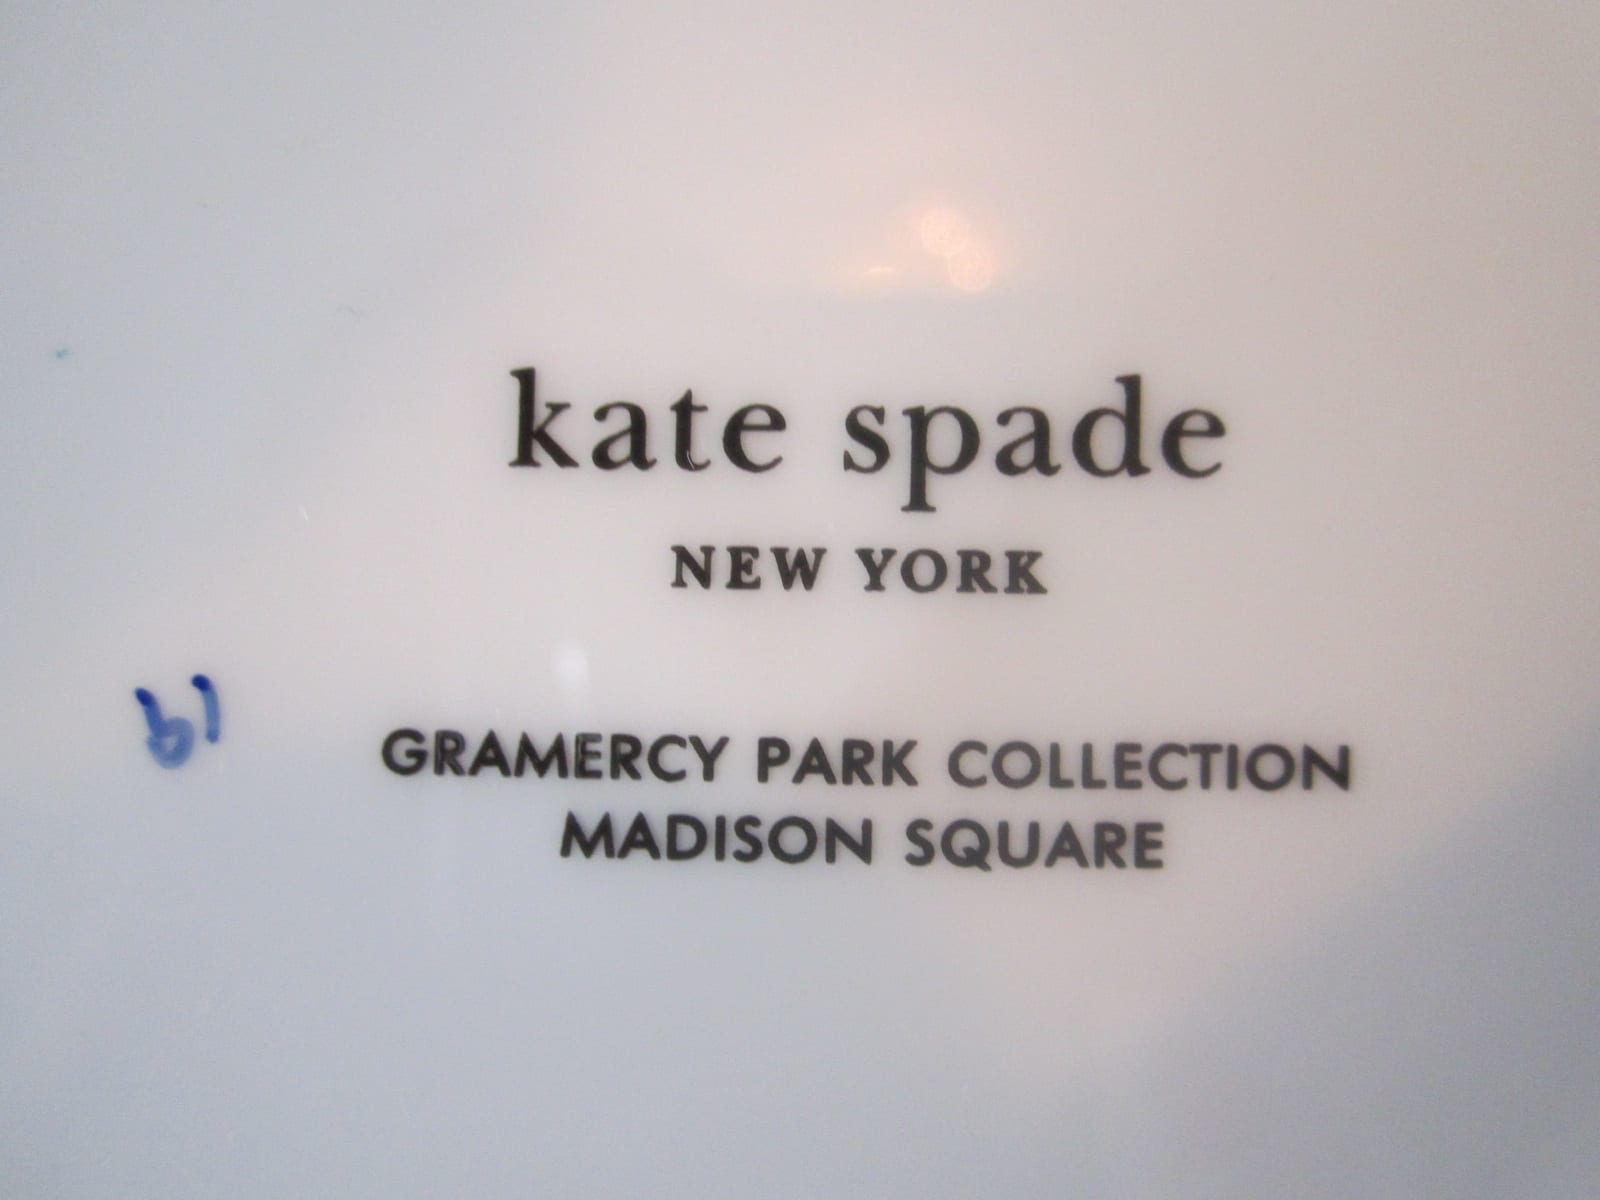 kate spade
NEW YORK
GRAMERCY PARK COLLECTION
MADISON SQUARE